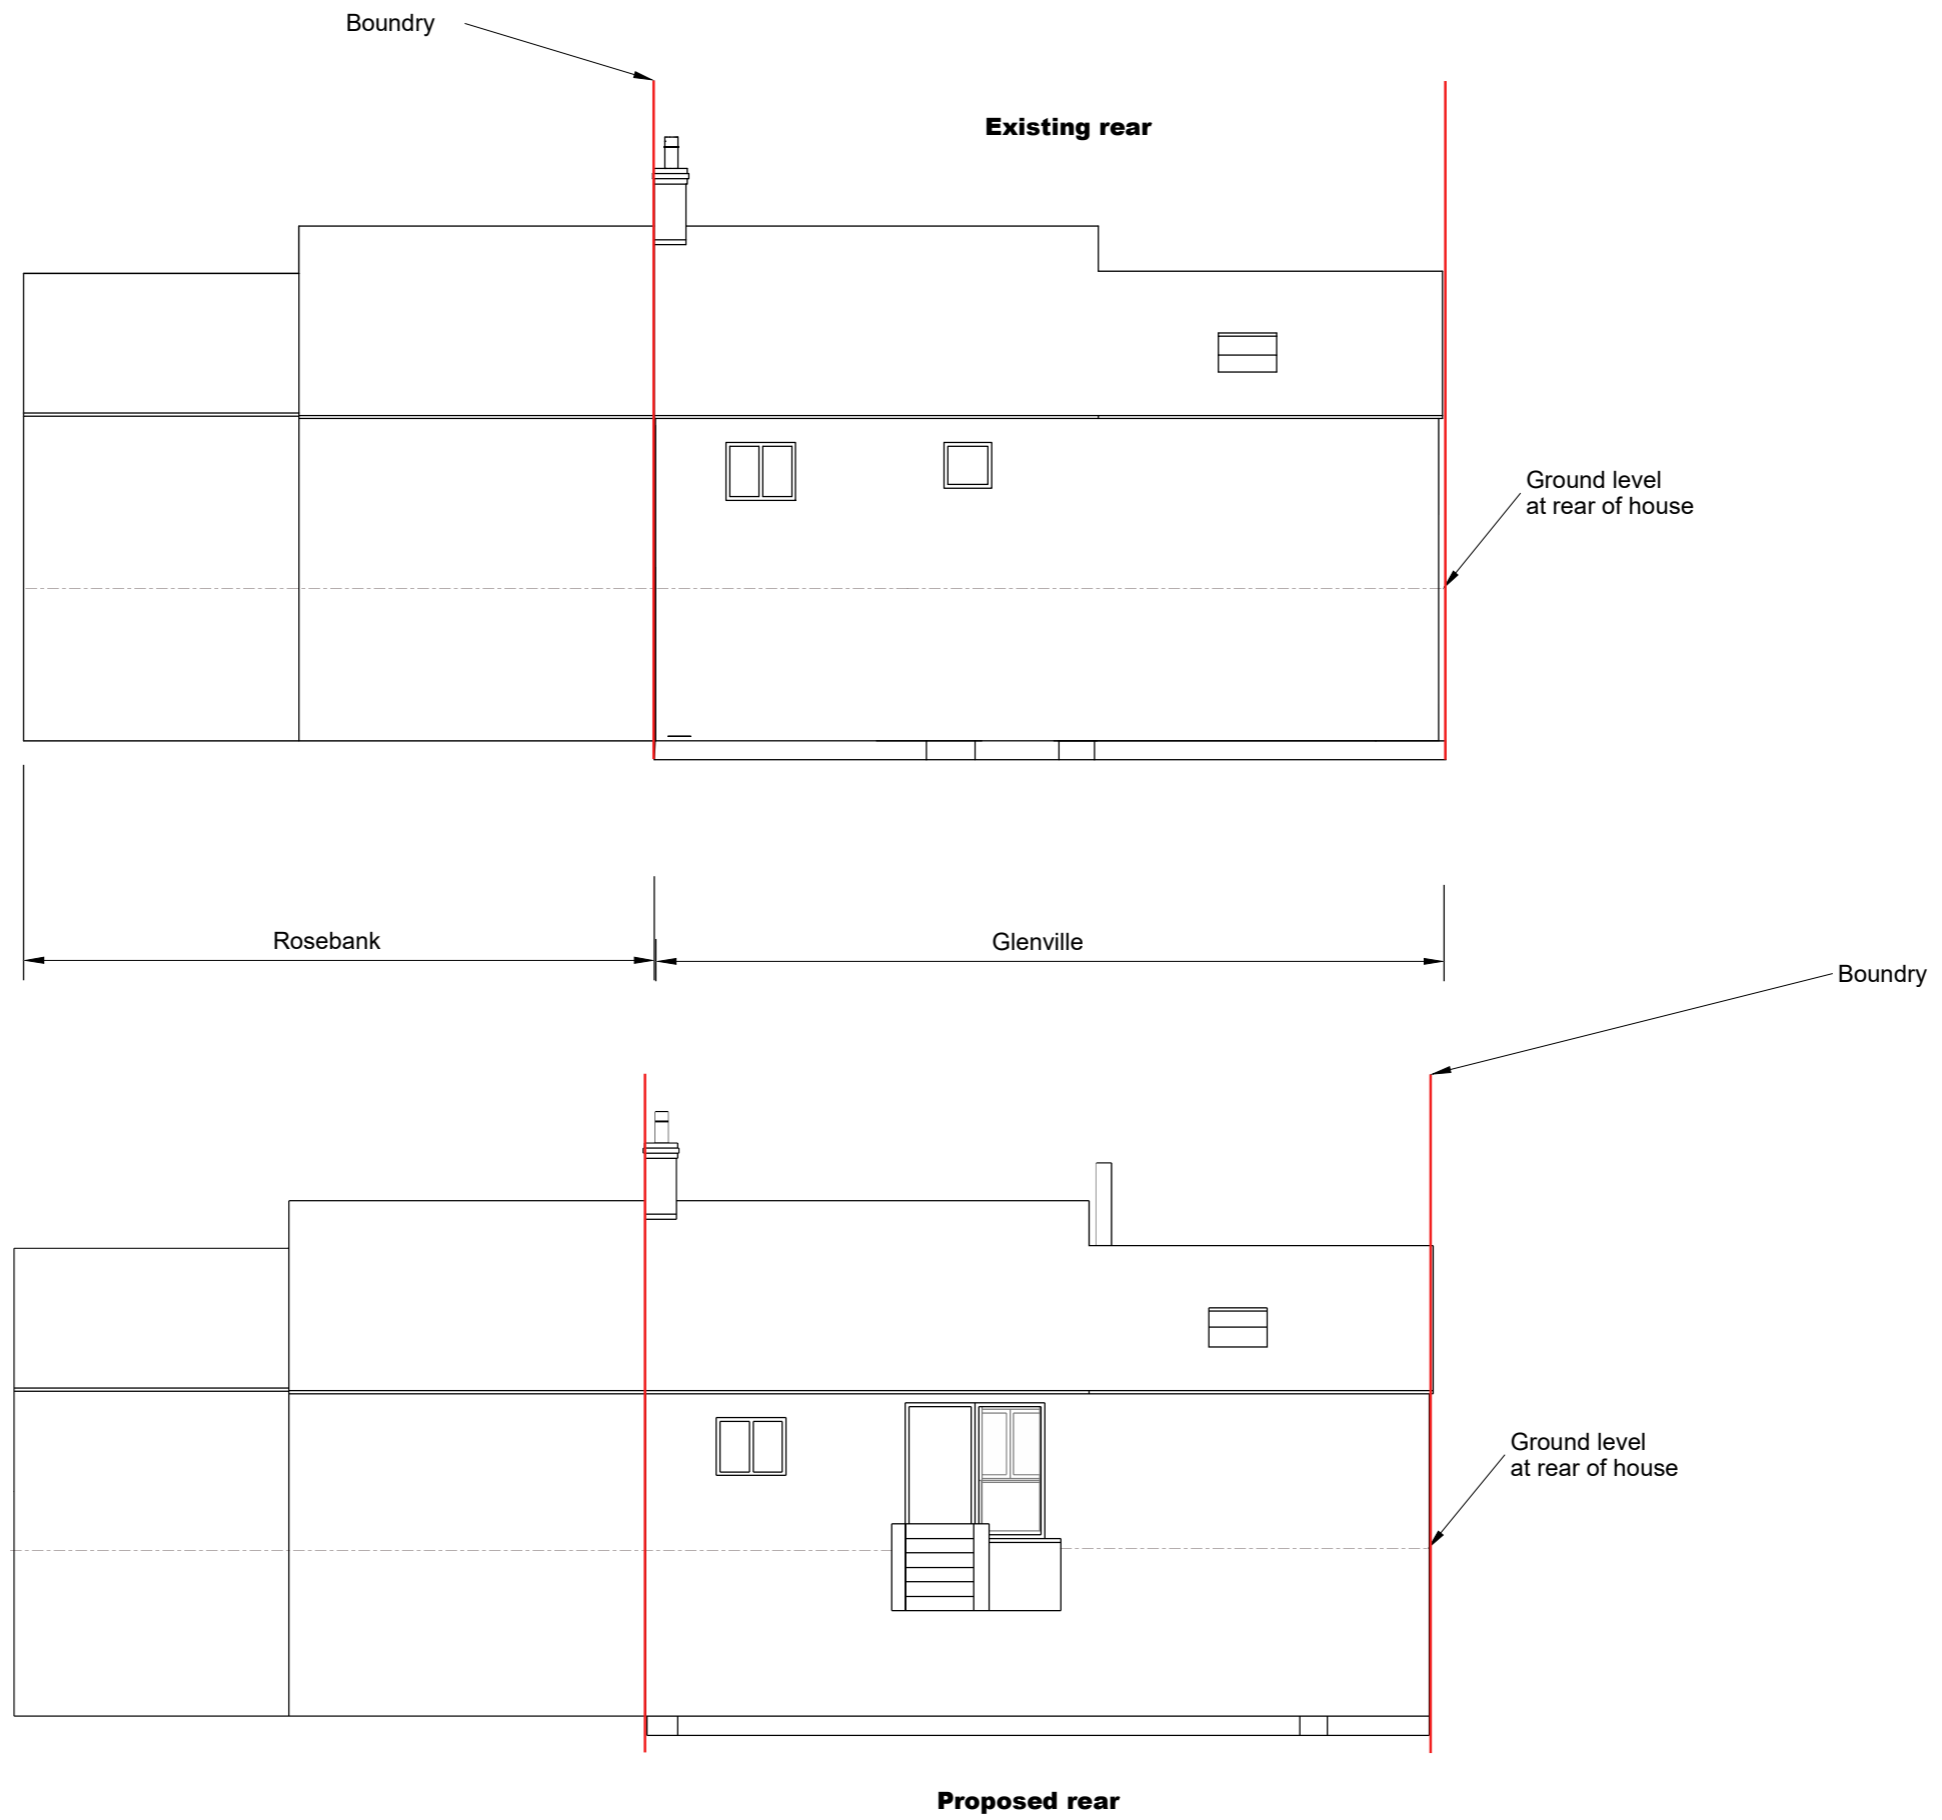 Boundry
Existing rear
Ground level
at rear of house
Rosebank
Glenville
Boundry
Ground level
at rear of house
Proposed rear